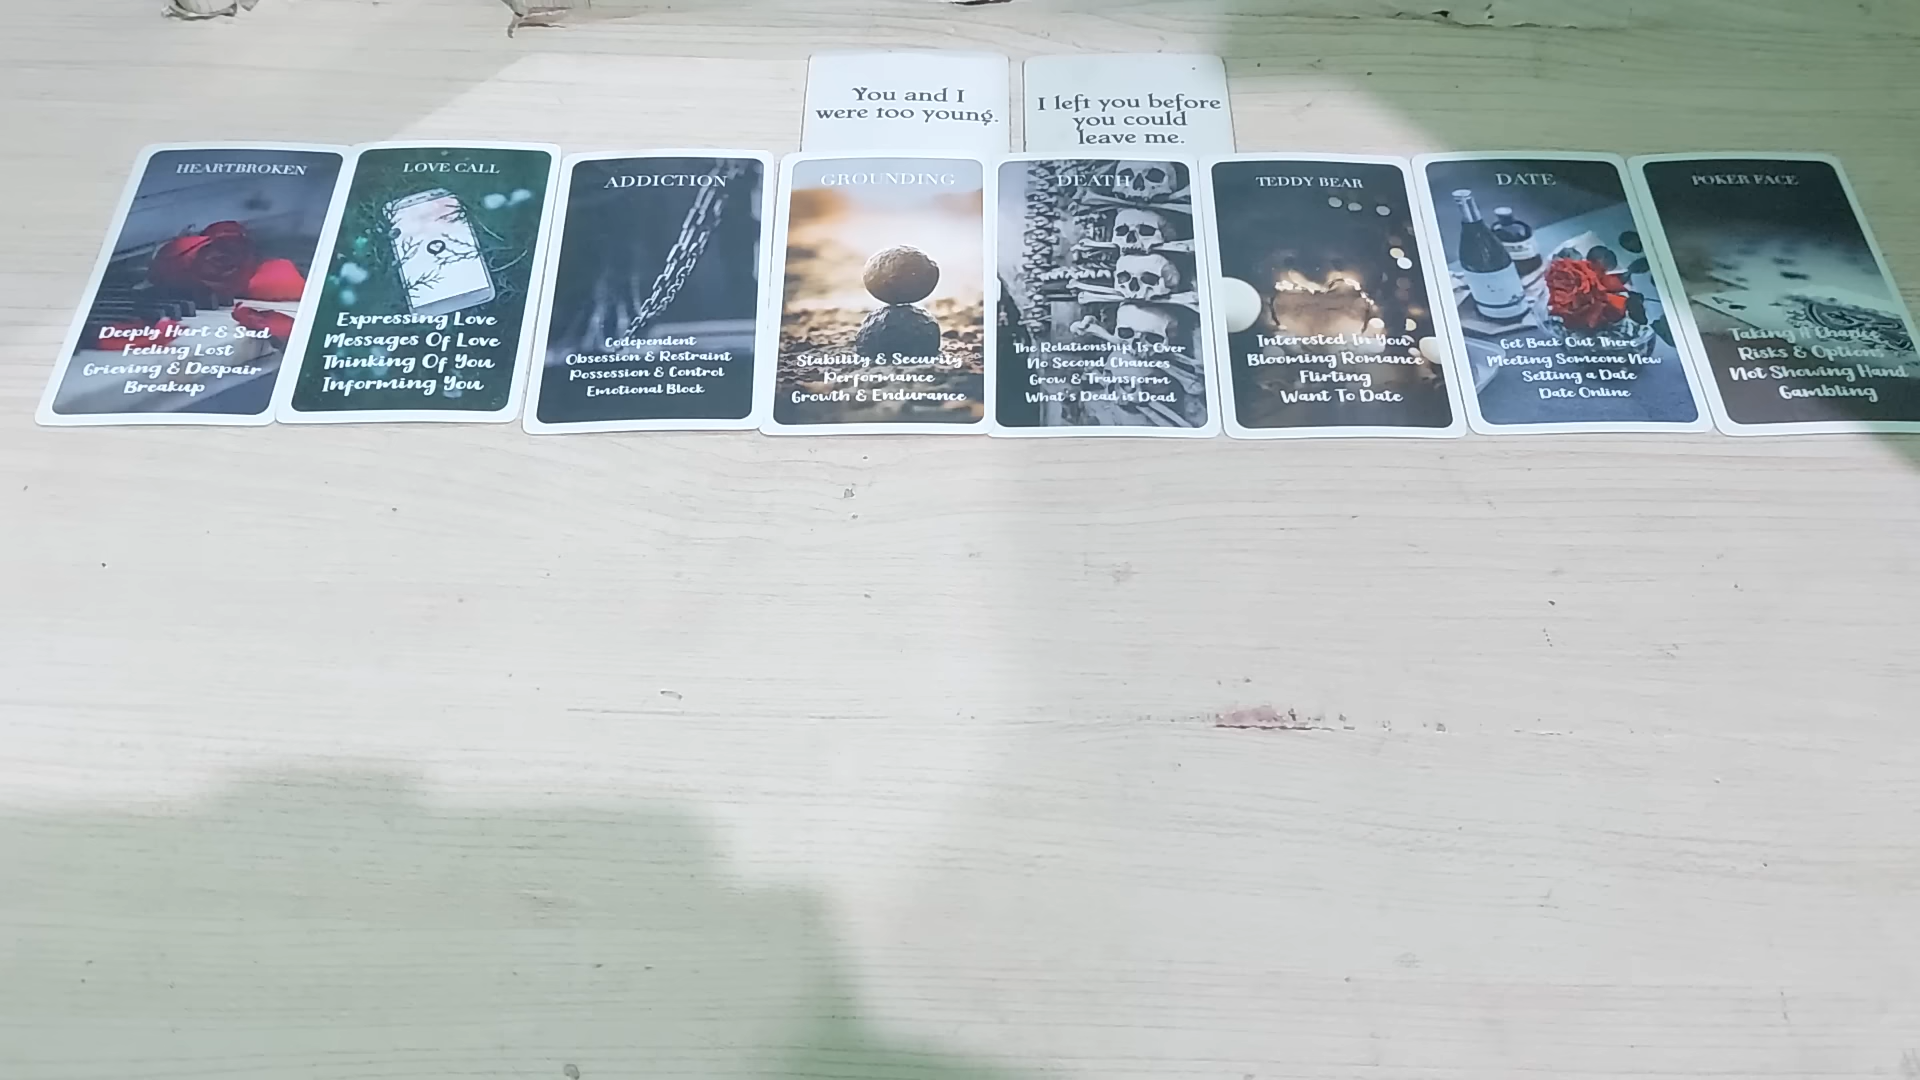 You and I
were too young.
I left you before
you could
leave me.
HEARTBROKEN
Deeply Hurt & Sad
Feeling Lost
Grieving & Despair
Breakup
LOVE CALL
Expressing Love
Messages Of Love
Thinking Of You
Informing You
ADDICTION
Codependent
Obsession & Restraint
Possession & Control
Emotional Block
GROUNDING
Stability & Security
Performance
Growth & Endurance
DEATH
The Relationship Is Over
No Second Chances
Grow & Transform
What's Dead is Dead
TEDDY BEAR
Interested In You
Blooming Romance
Flirting
Want To Date
DATE
Get Back Out There
Meeting Someone New
Setting a Date
Date Online
POKER FACE
Taking A Chance
Risks & Options
Not Showing Hand
Gambling